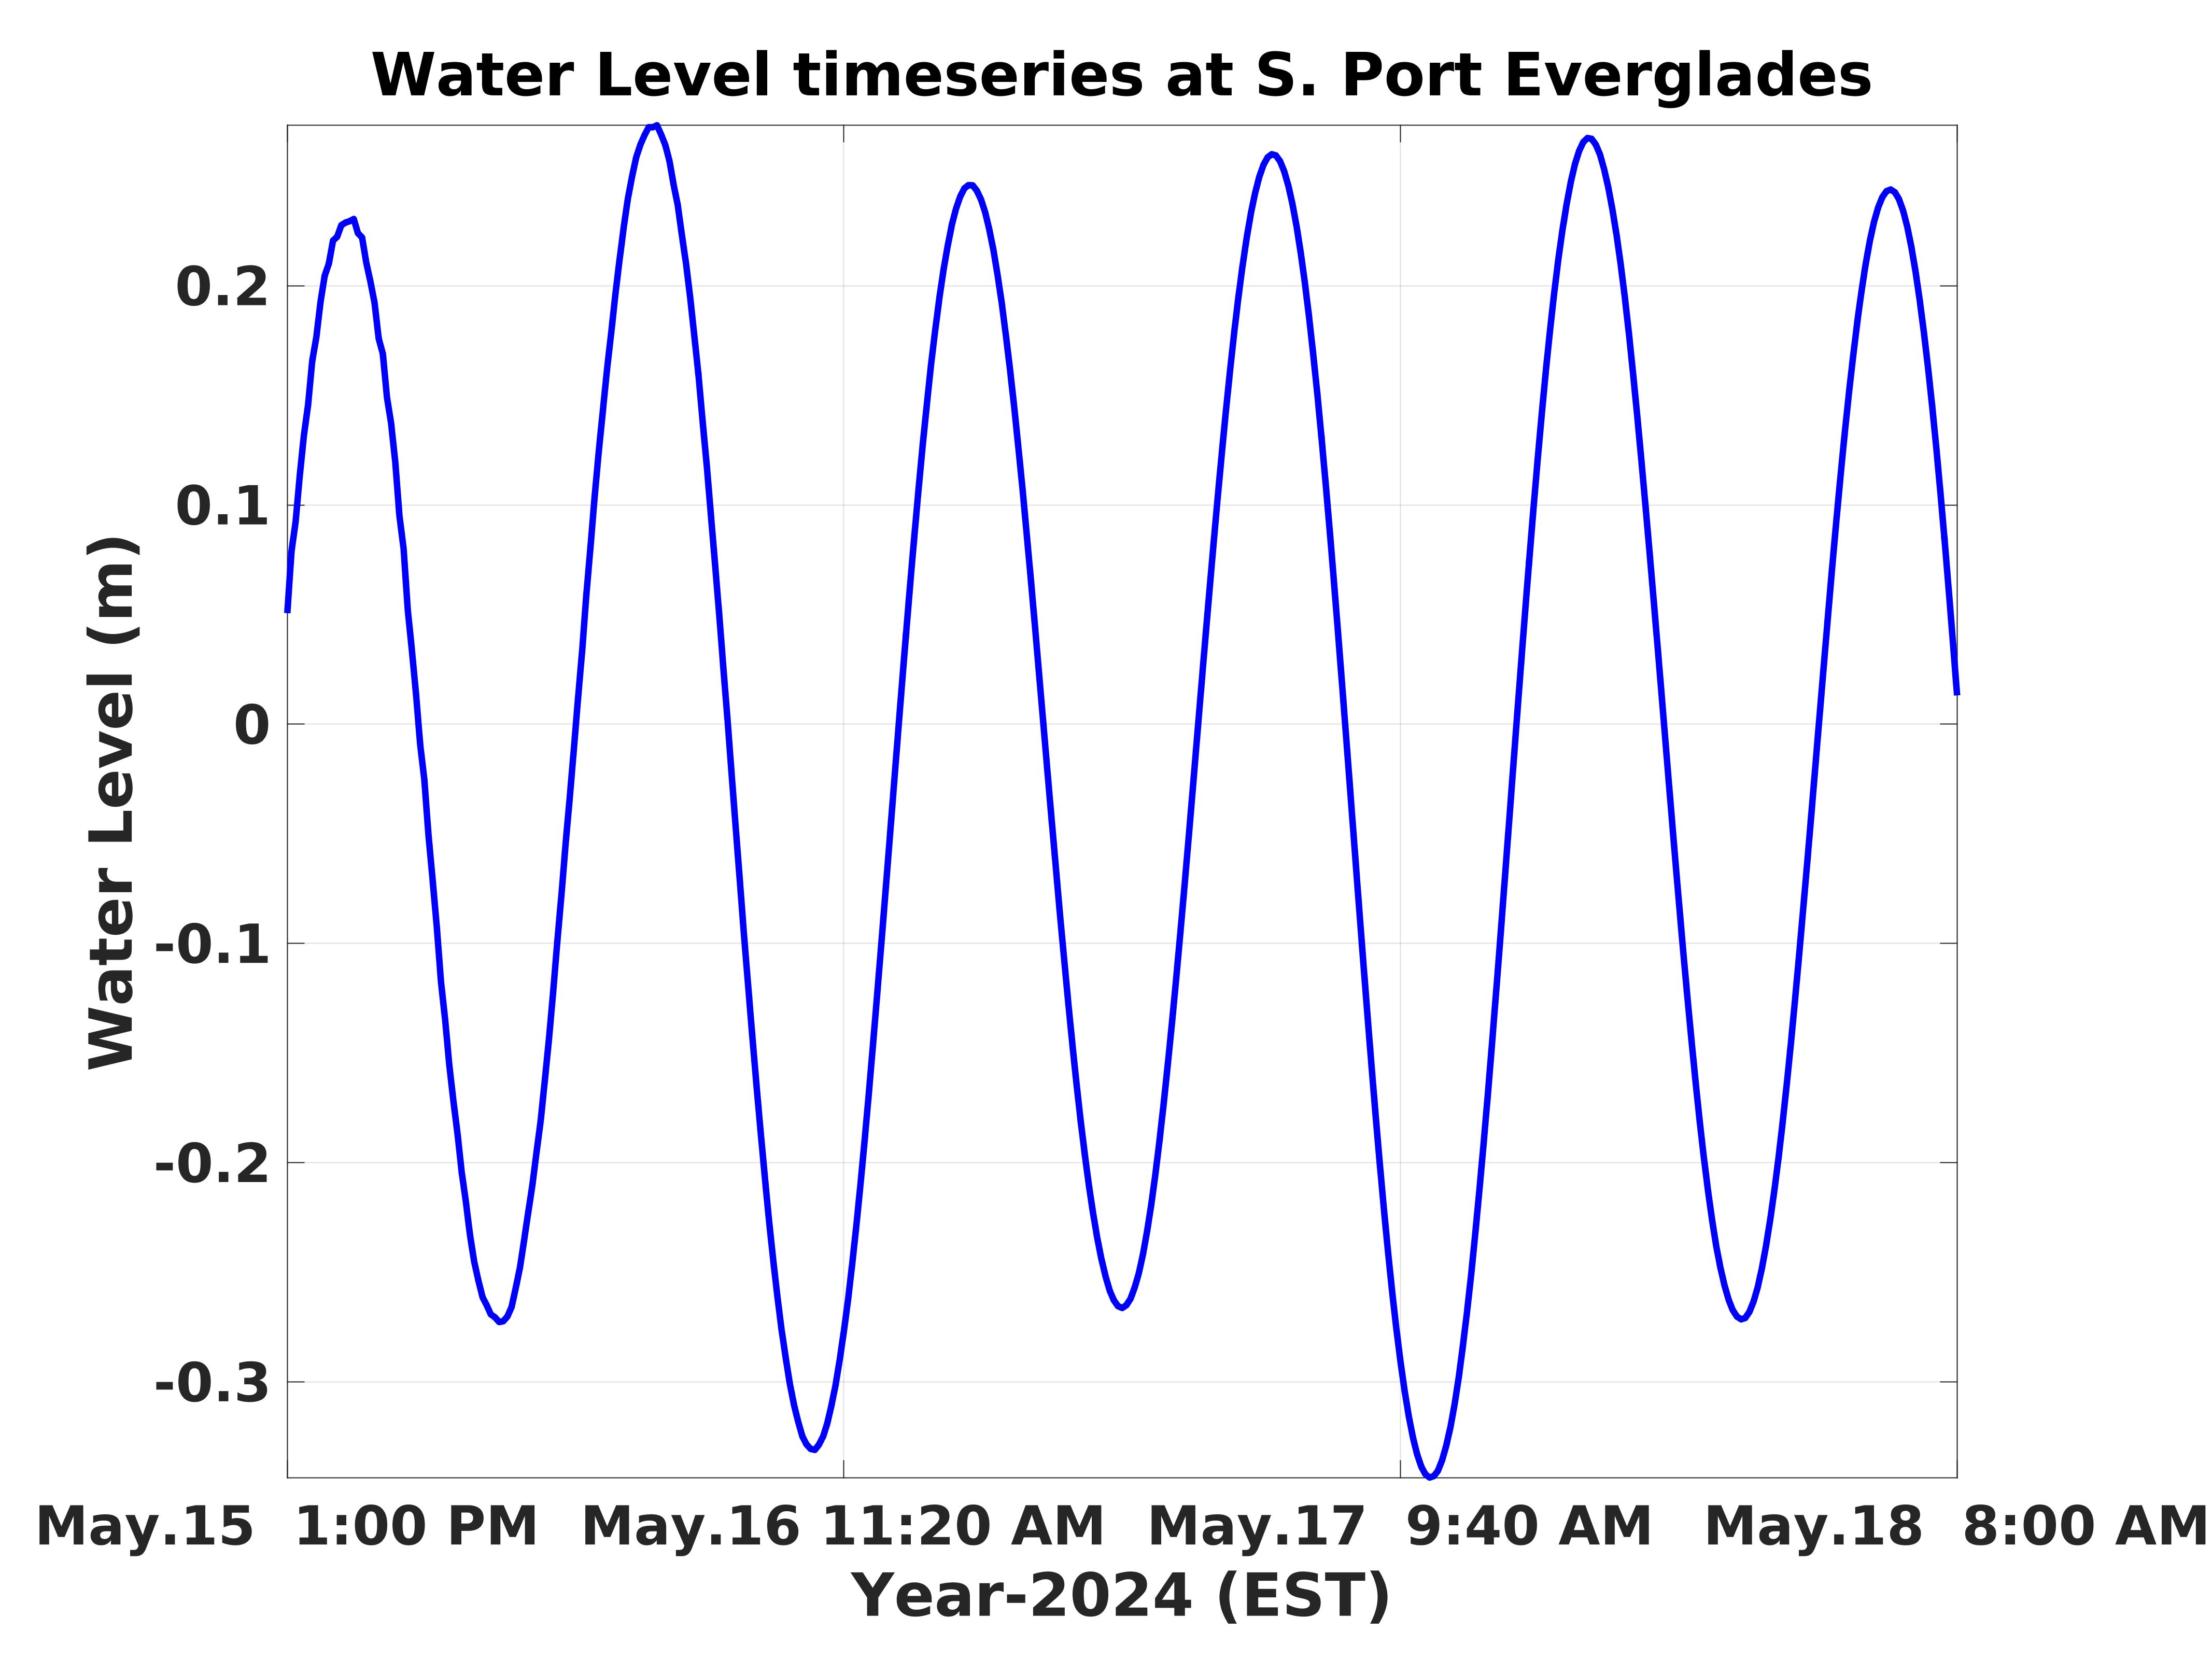 Water Level timeseries at S. Port Everglades
Water Level (m)
0.2
0.1
0
-0.1
-0.2
-0.3
May.15 1:00 PM May.16 11:20 AM May.17 9:40 AM May.18 8:00 AM
Year-2024 (EST)